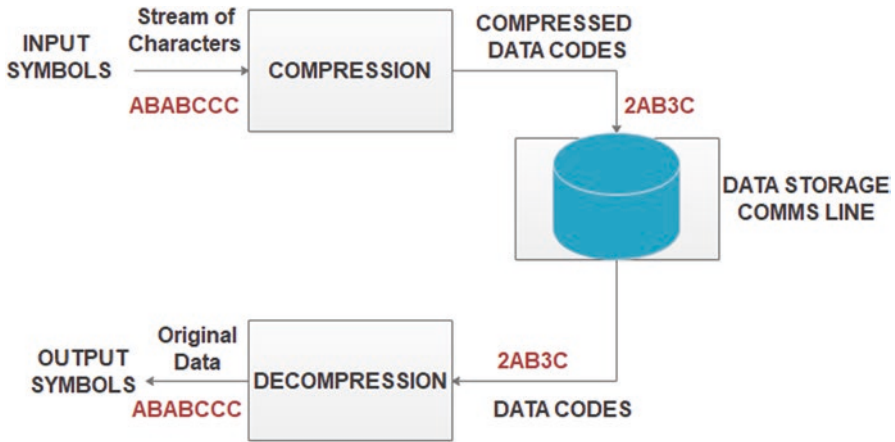 INPUT
SYMBOLS
Stream of
Characters
ABABCCC
COMPRESSION
COMPRESSED
DATA CODES
2AB3C
DATA STORAGE
COMMS LINE
OUTPUT
SYMBOLS
Original
Data
ABABCCC
DECOMPRESSION
2AB3C
DATA CODES